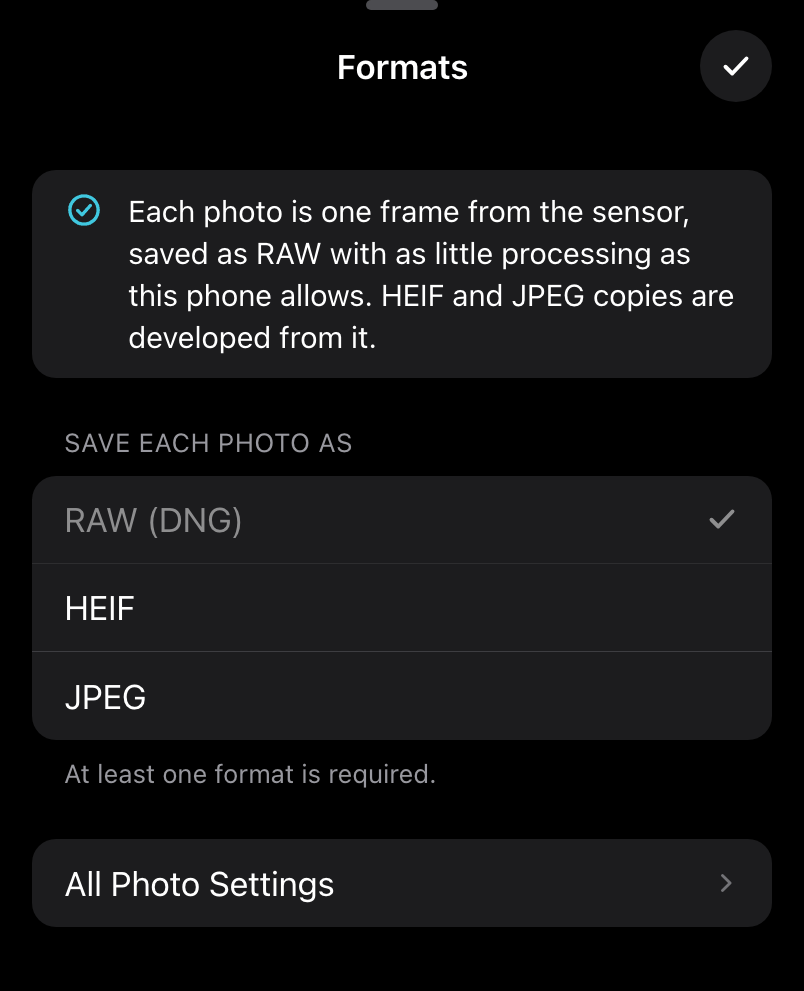 Formats
Each photo is one frame from the sensor,
saved as RAW with as little processing as
this phone allows. HEIF and JPEG copies are
developed from it.
SAVE EACH PHOTO AS
RAW (DNG)
HEIF
JPEG
At least one format is required.
All Photo Settings